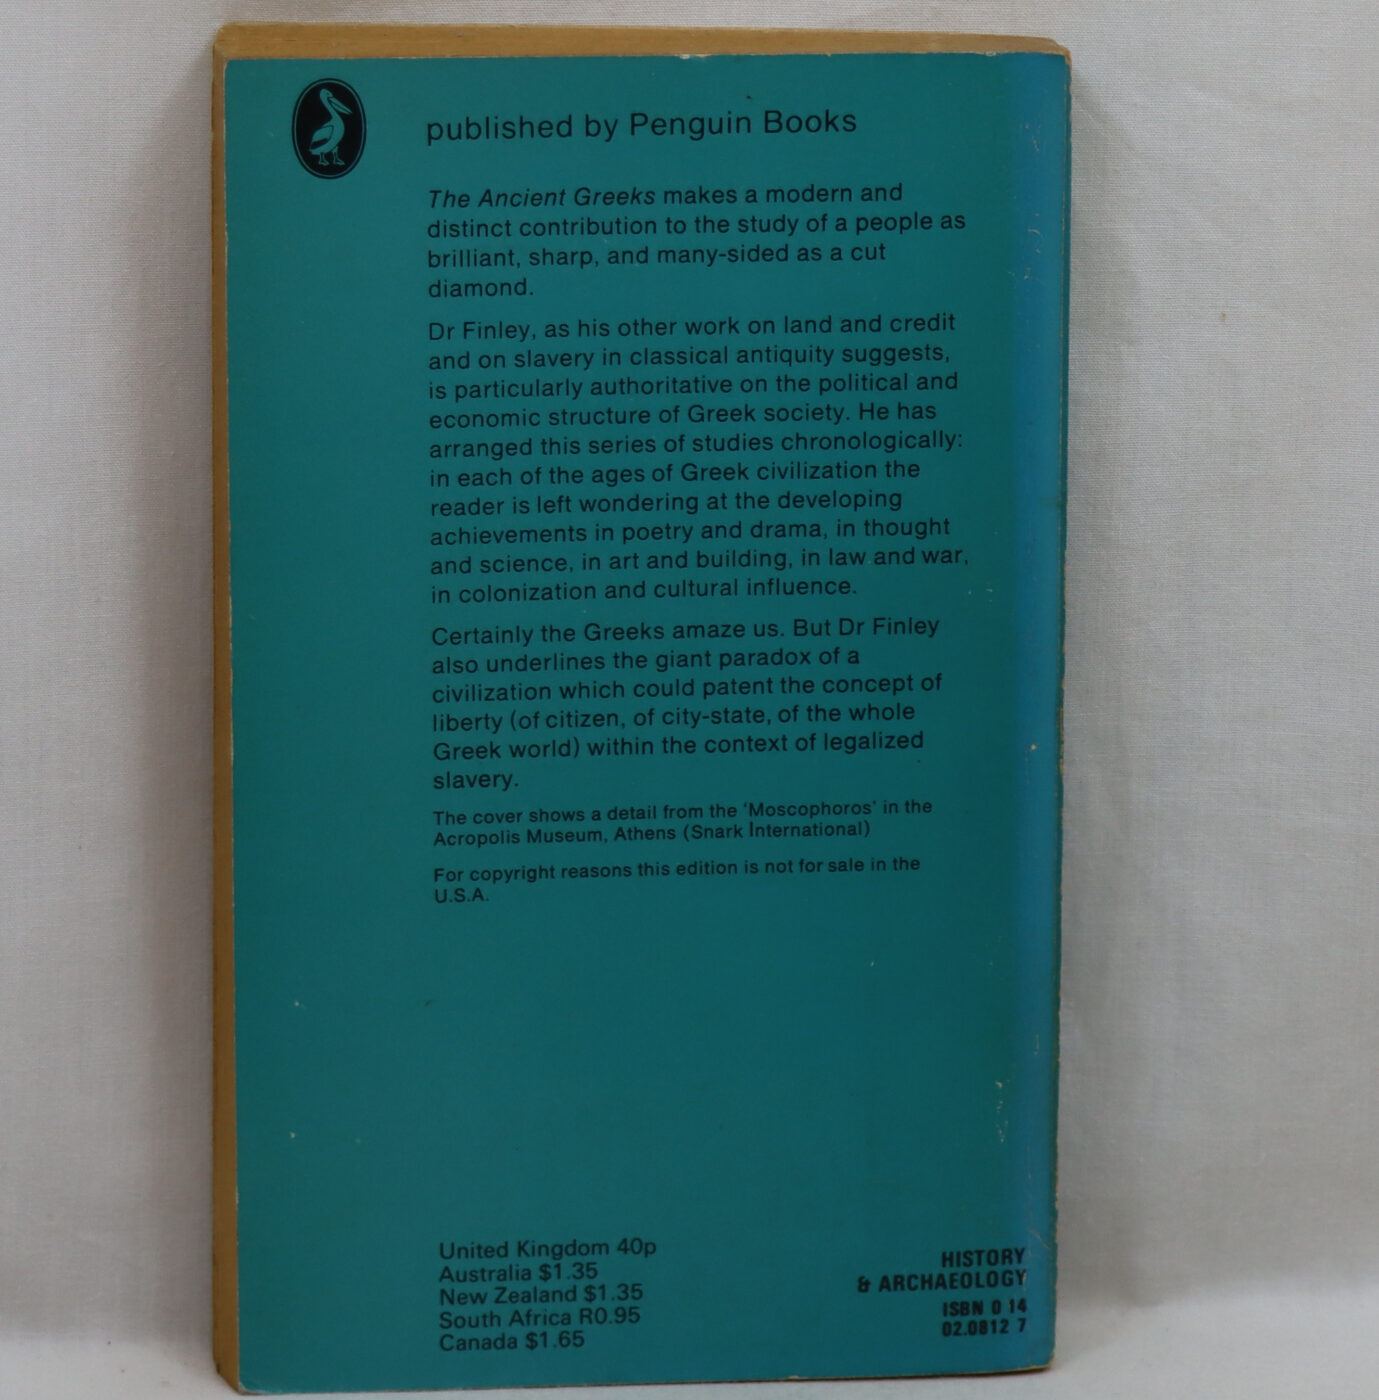 published by Penguin Books
The Ancient Greeks makes a modern and
distinct contribution to the study of a people as
brilliant, sharp, and many-sided as a cut
diamond.
Dr Finley, as his other work on land and credit
and on slavery in classical antiquity suggests,
is particularly authoritative on the political and
economic structure of Greek society. He has
arranged this series of studies chronologically:
in each of the ages of Greek civilization the
reader is left wondering at the developing
achievements in poetry and drama, in thought
and science, in art and building, in law and war,
in colonization and cultural influence.
Certainly the Greeks amaze us. But Dr Finley
also underlines the giant paradox of a
civilization which could patent the concept of
liberty (of citizen, of city-state, of the whole
Greek world) within the context of legalized
slavery.
The cover shows a detail from the 'Moscophoros' in the
Acropolis Museum, Athens (Snark International)
For copyright reasons this edition is not for sale in the
U.S.A.
United Kingdom 40p
Australia $1.35
New Zealand $1.35
South Africa R0.95
Canada $1.65
HISTORY
& ARCHAEOLOGY
ISBN 0 14
02.0812 7